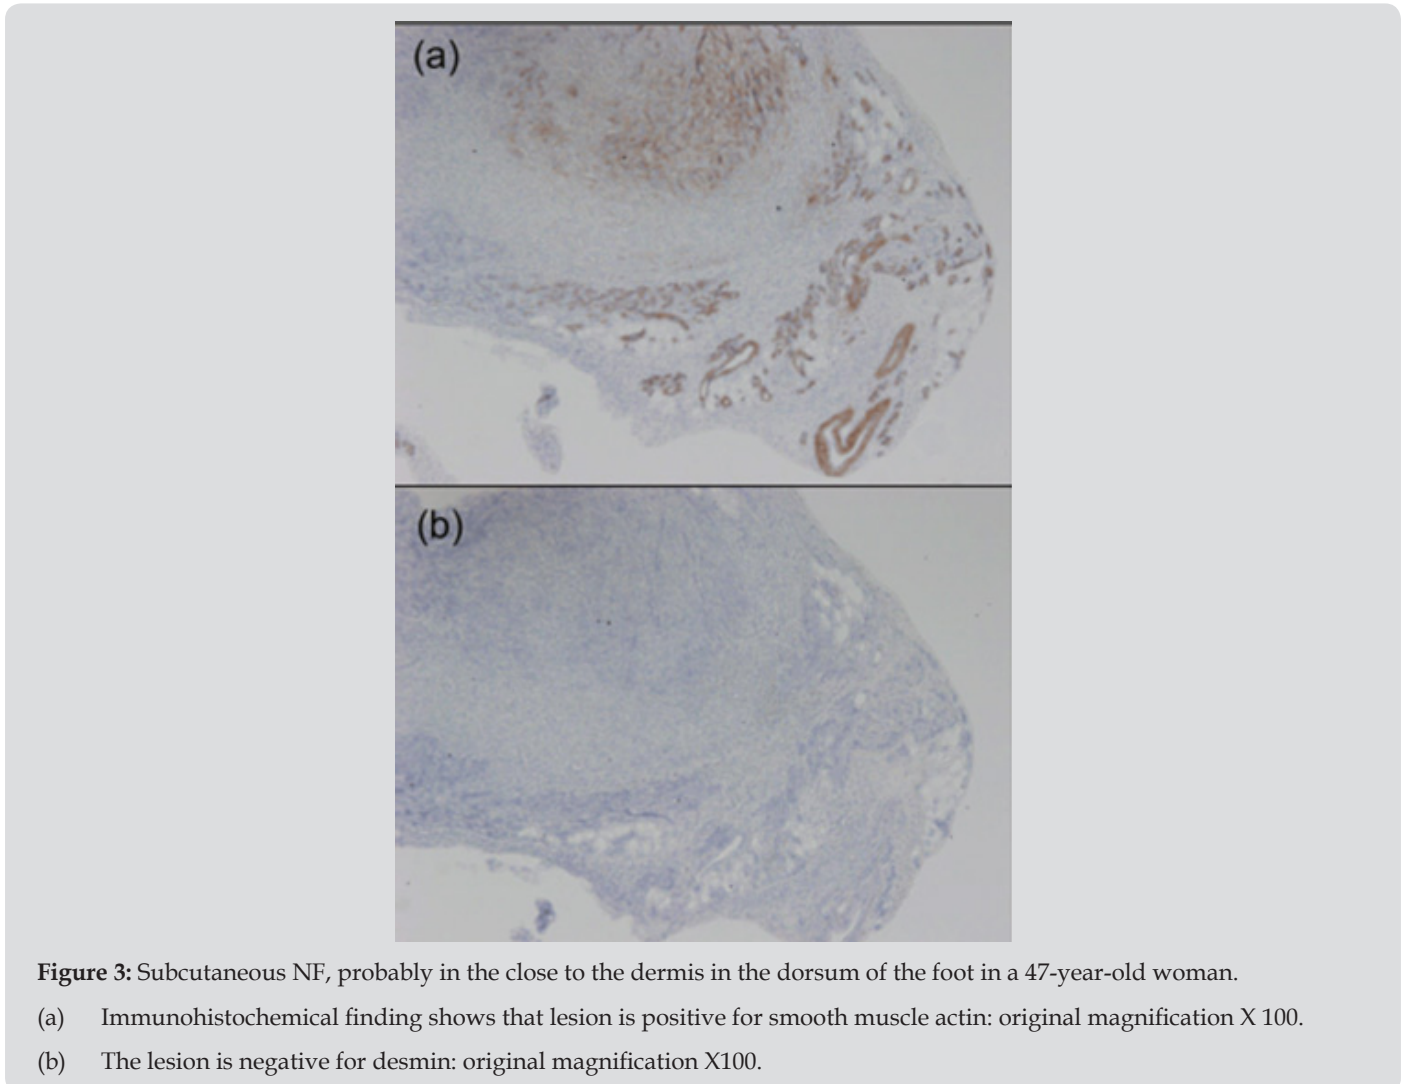 (a)
(b)
Figure 3: Subcutaneous NF, probably in the close to the dermis in the dorsum of the foot in a 47-year-old woman.
(a) Immunohistochemical finding shows that lesion is positive for smooth muscle actin: original magnification X 100.
(b) The lesion is negative for desmin: original magnification X100.